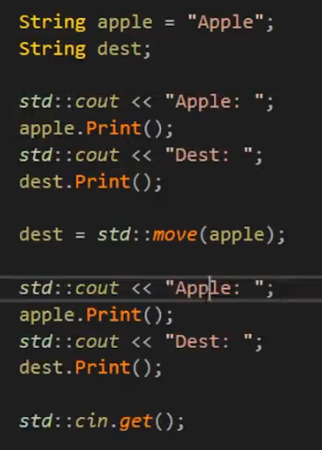 String apple = "Apple";
String dest;
std::cout << "Apple: ";
apple.Print();
std::cout << "Dest: ";
dest.Print();
dest = std::move(apple);
std::cout << "Apple: ";
apple.Print();
std::cout << "Dest: ";
dest.Print();
std::cin.get();